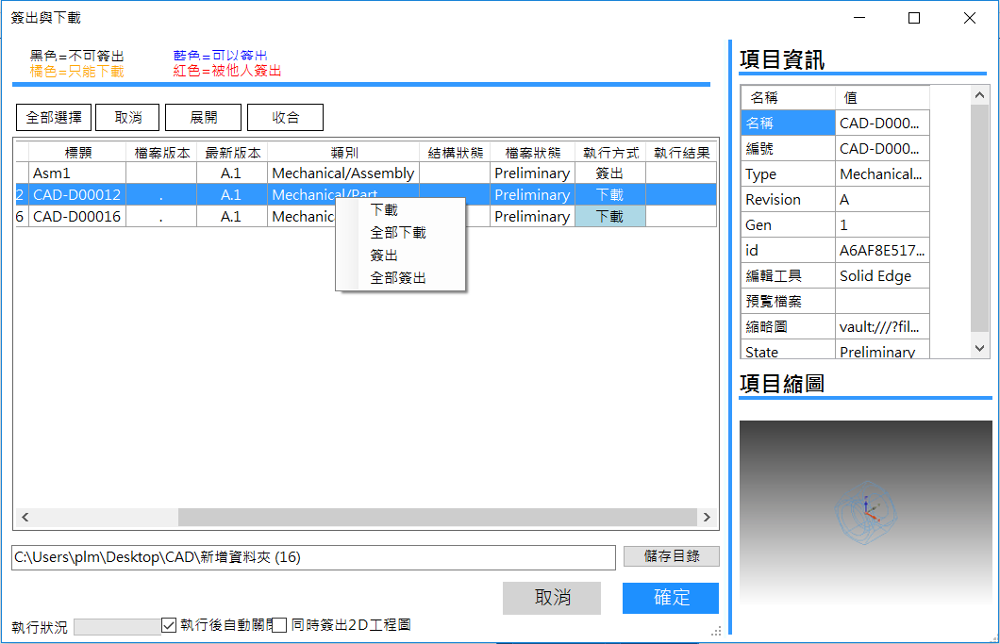 簽出與下載
黑色=不可簽出 藍色=可以簽出
橘色=只能下載 紅色=被他人簽出
全部選擇 取消 展開 收合
標題 檔案版本 最新版本 類別 結構狀態 檔案狀態 執行方式 執行結果
Asm1 A.1 Mechanical/Assembly Preliminary 簽出
2 CAD-D00012 . A.1 Mechanical/Part Preliminary 下載
6 CAD-D00016 . A.1 Mechanic Preliminary 下載
下載
全部下載
簽出
全部簽出
C:\Users\plm\Desktop\CAD\新增資料夾 (16) 儲存目錄
取消 確定
執行狀況 執行後自動關閉 同時簽出2D工程圖
項目資訊
名稱 值
名稱 CAD-D000...
編號 CAD-D000...
Type Mechanical...
Revision A
Gen 1
id A6AF8E517...
編輯工具 Solid Edge
預覽檔案
縮略圖 vault:///?fil...
State Preliminary
項目縮圖